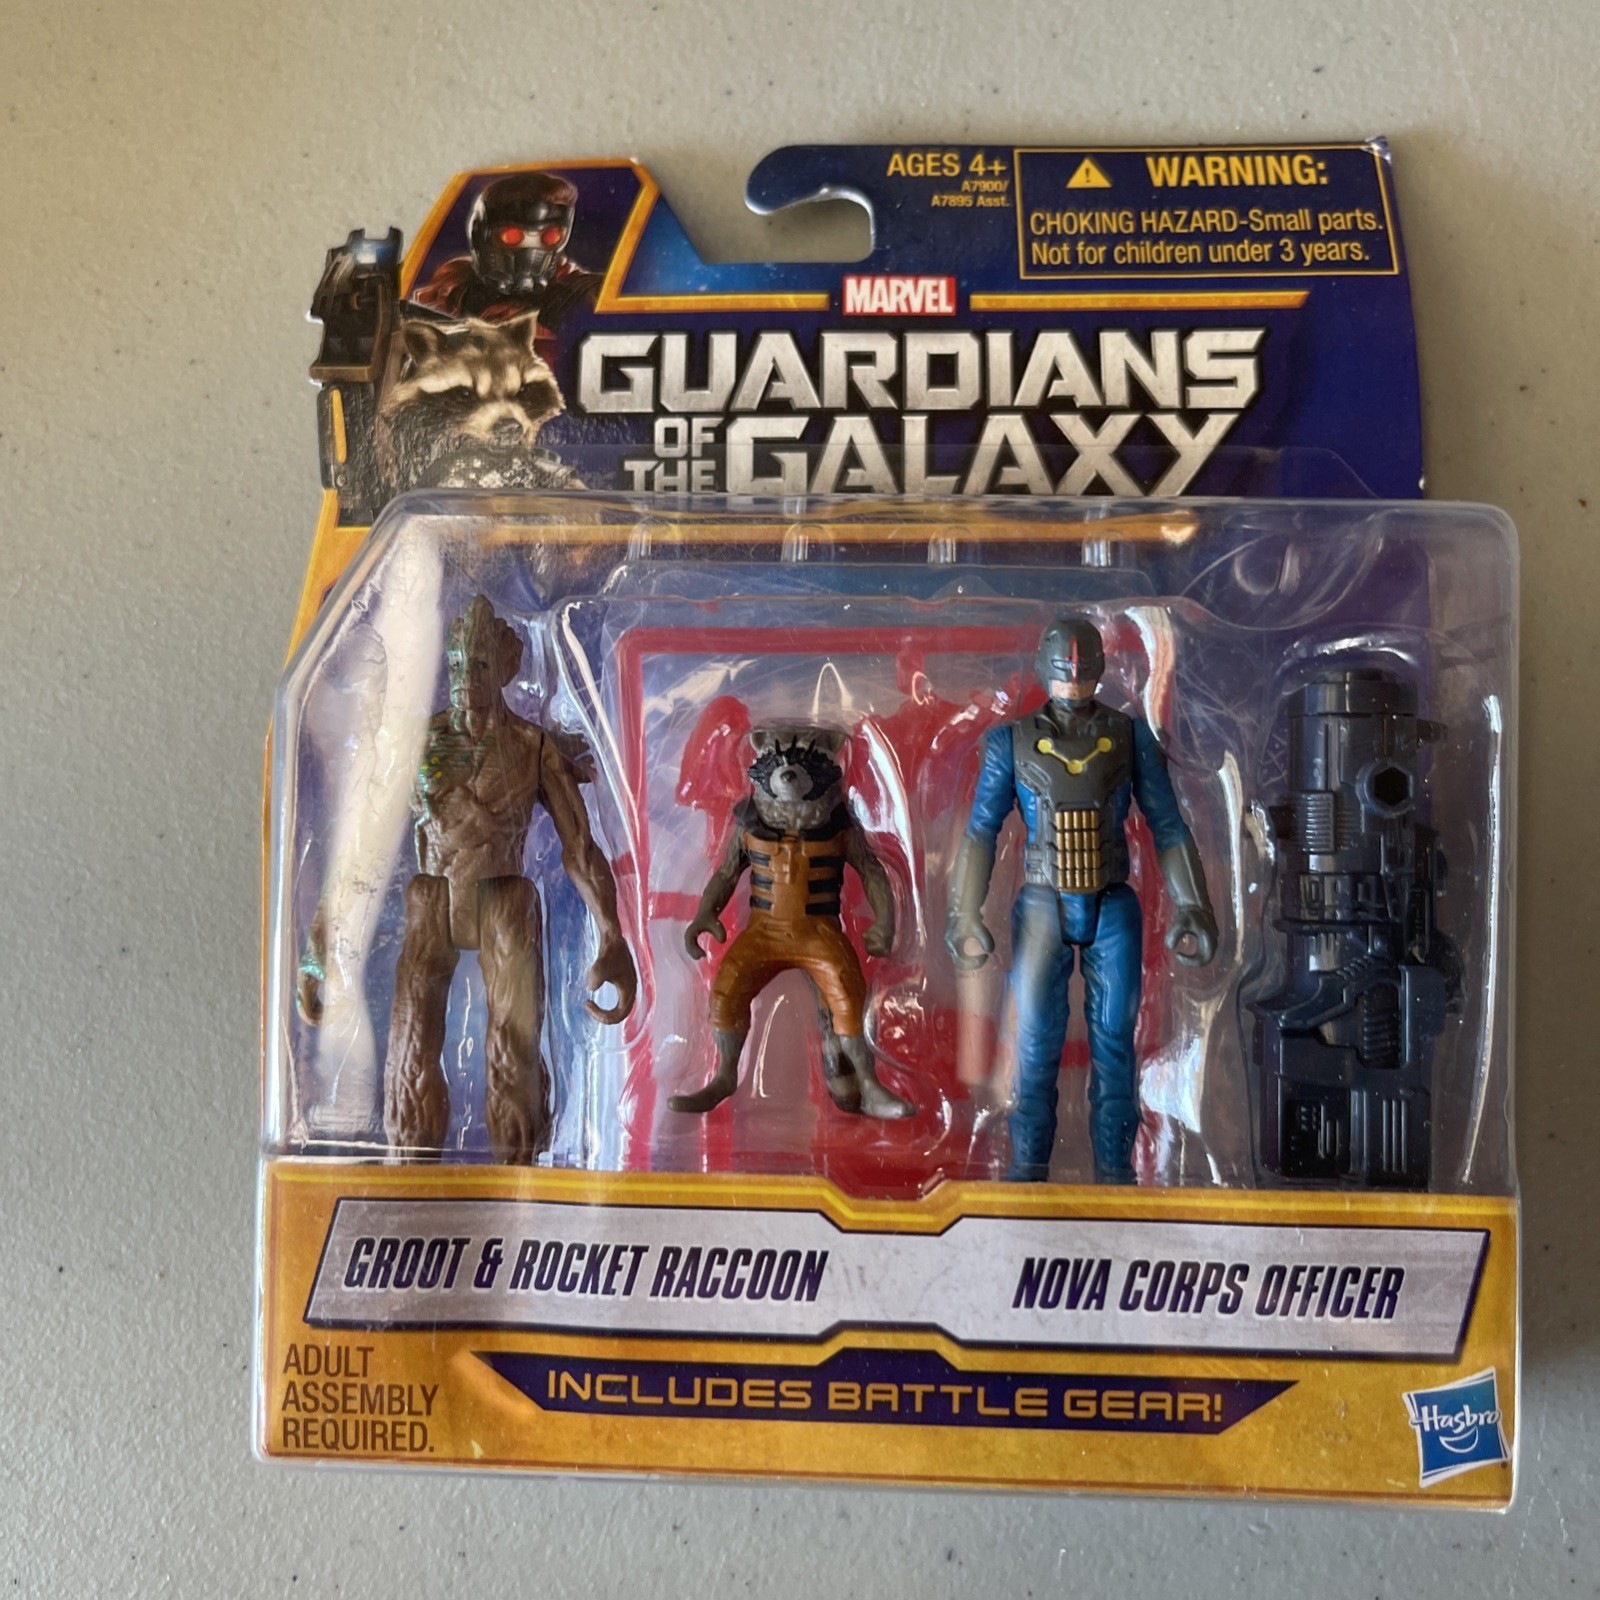 AGES 4+
A7900/
A7895 Asst.
WARNING:
CHOKING HAZARD-Small parts.
Not for children under 3 years.
MARVEL
GUARDIANS
OF THE GALAXY
GROOT & ROCKET RACCOON
NOVA CORPS OFFICER
ADULT
ASSEMBLY
REQUIRED.
INCLUDES BATTLE GEAR!
Hasbro